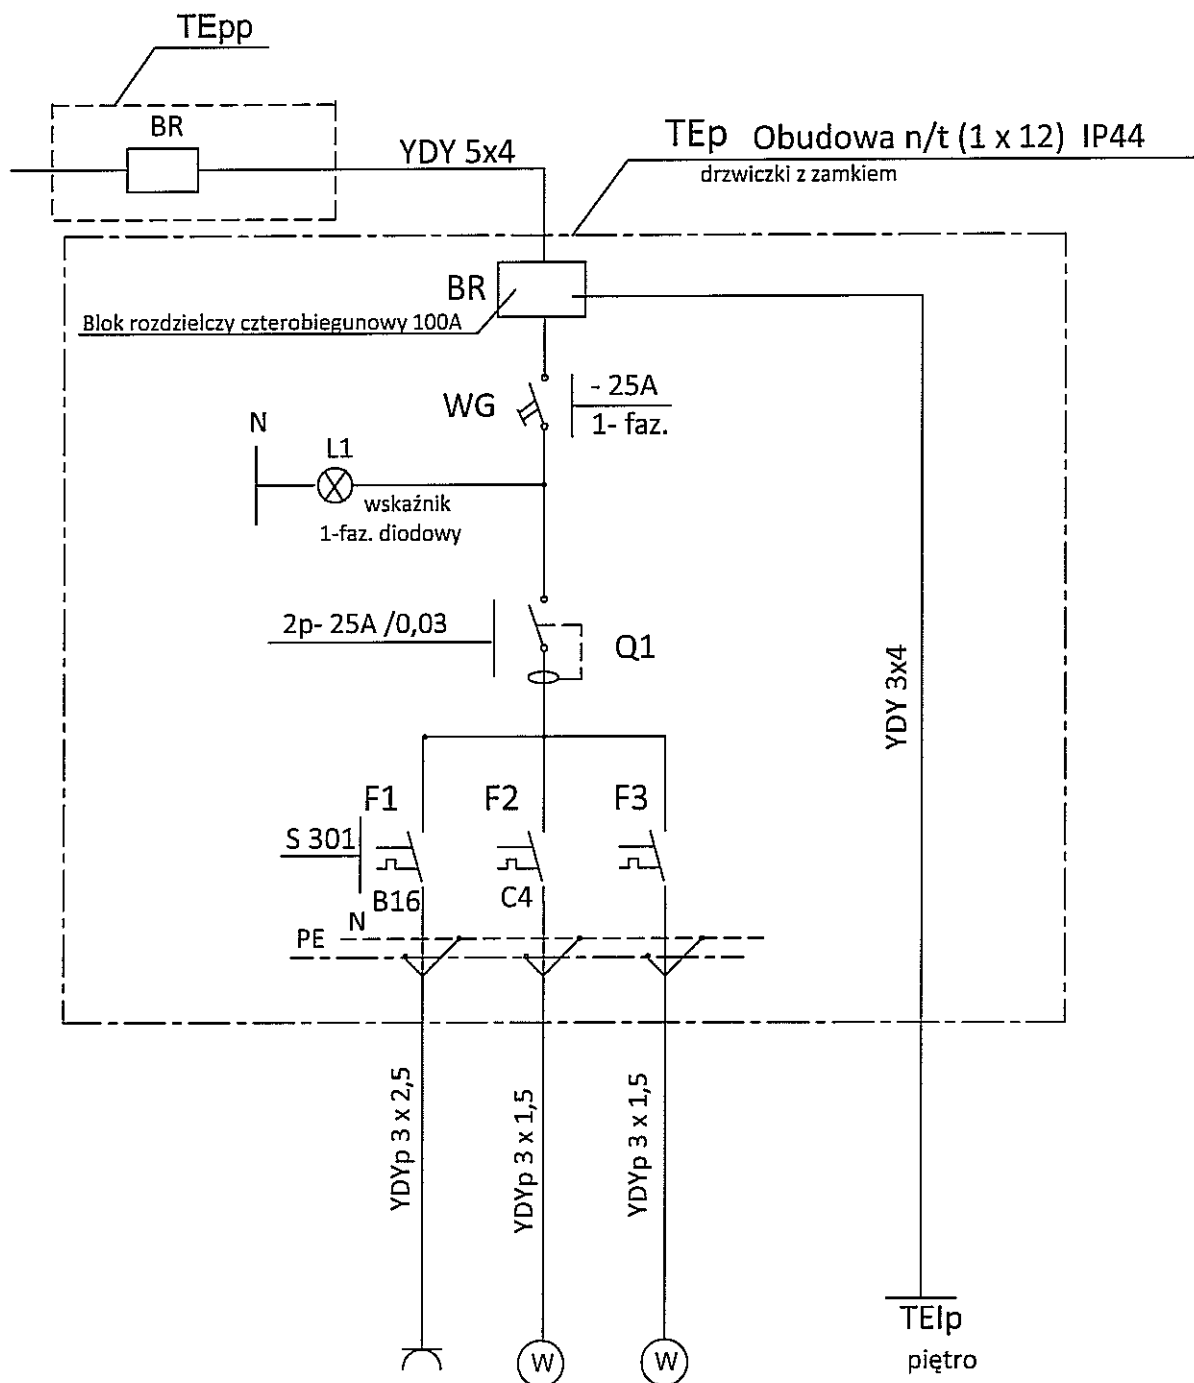 TEpp
BR
YDY 5x4
TEp Obudowa n/t (1 x 12) IP44
drzwiczki z zamkiem
BR
Blok rozdzielczy czterobiegunowy 100A
WG
- 25A
1- faz.
N
L1
wskaźnik
1-faz. diodowy
2p- 25A /0,03
Q1
YDY 3x4
F1
F2
F3
S 301
B16
C4
N
PE
YDYp 3 x 2,5
YDYp 3 x 1,5
YDYp 3 x 1,5
W
W
TEIp
piętro